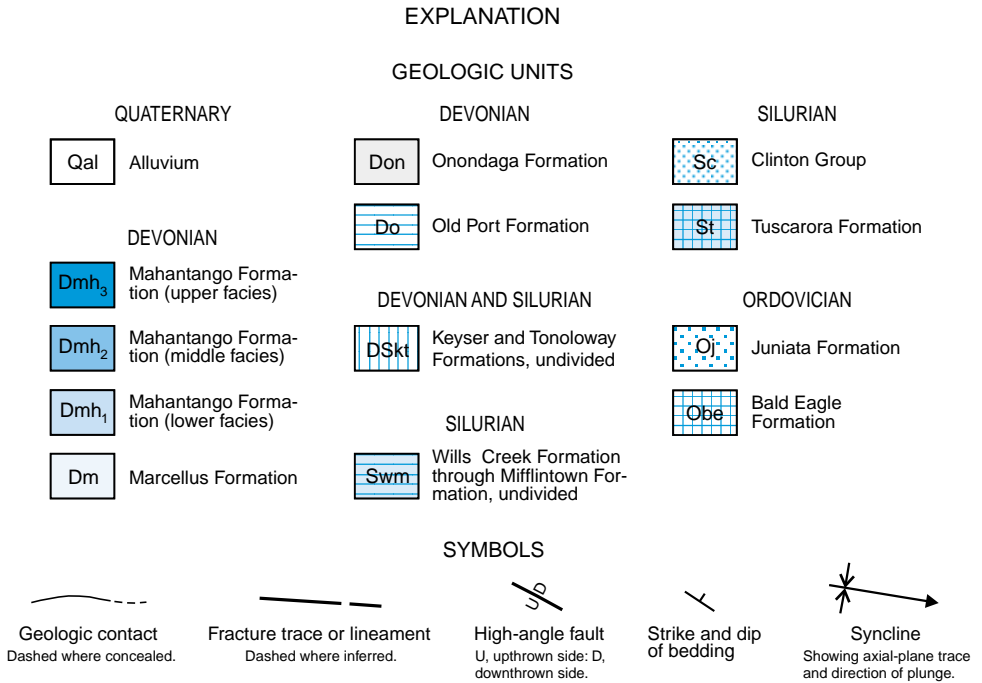 EXPLANATION
GEOLOGIC UNITS
QUATERNARY
Qal
Alluvium
DEVONIAN
Dmh3
Mahantango Forma-
tion (upper facies)
Dmh2
Mahantango Forma-
tion (middle facies)
Dmh1
Mahantango Forma-
tion (lower facies)
Dm
Marcellus Formation
DEVONIAN
Don
Onondaga Formation
Do
Old Port Formation
DEVONIAN AND SILURIAN
DSkt
Keyser and Tonoloway
Formations, undivided
SILURIAN
Swm
Wills Creek Formation
through Mifflintown For-
mation, undivided
SILURIAN
Sc
Clinton Group
St
Tuscarora Formation
ORDOVICIAN
Oj
Juniata Formation
Obe
Bald Eagle
Formation
SYMBOLS
Geologic contact
Dashed where concealed.
Fracture trace or lineament
Dashed where inferred.
U D
High-angle fault
U, upthrown side: D,
downthrown side.
Strike and dip
of bedding
Syncline
Showing axial-plane trace
and direction of plunge.